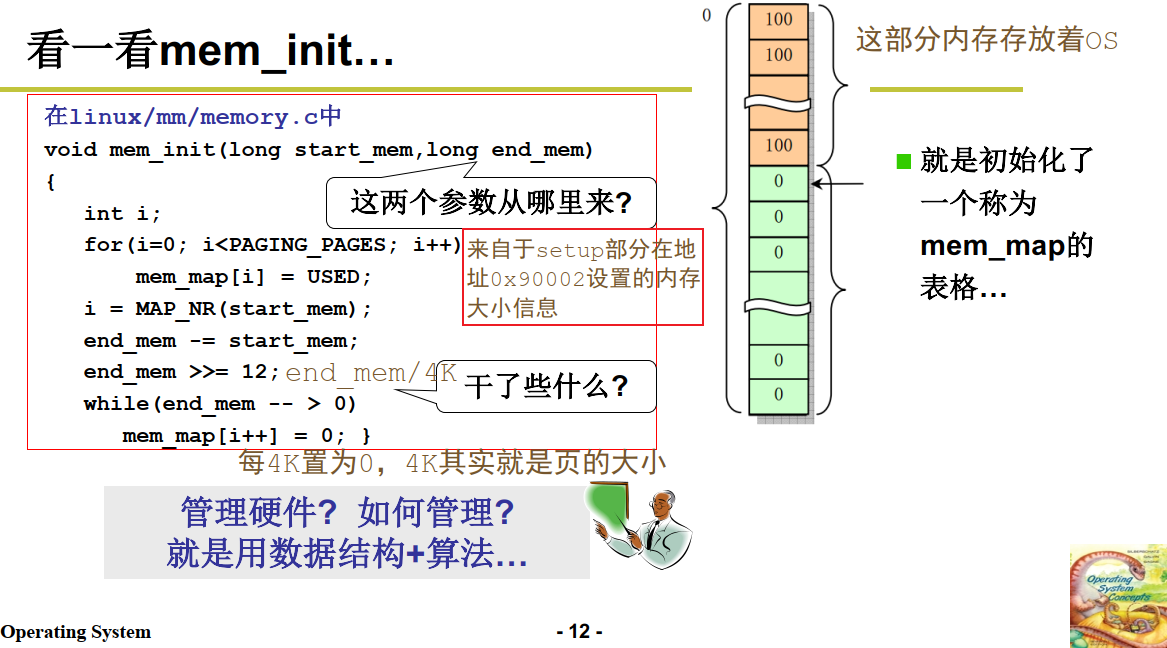 看一看mem_init…
在linux/mm/memory.c中
void mem_init(long start_mem,long end_mem)
{
这两个参数从哪里来?
int i;
for(i=0; i<PAGING_PAGES; i++)
mem_map[i] = USED;
i = MAP_NR(start_mem);
end_mem -= start_mem;
end_mem >>= 12;
end_mem/4K
while(end_mem -- > 0)
mem_map[i++] = 0; }
来自于setup部分在地
址0x90002设置的内存
大小信息
干了些什么?
每4K置为0, 4K其实就是页的大小
管理硬件? 如何管理?
就是用数据结构+算法…
0
100
100
100
0
0
0
0
0
这部分内存存放着OS
就是初始化了
一个称为
mem_map的
表格…
Operating
System
Concepts
Operating System
- 12 -